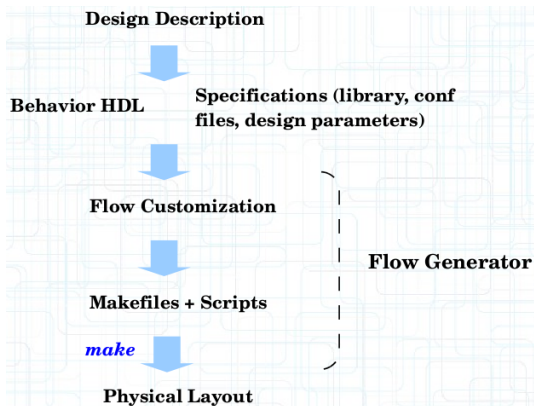 Design Description
Behavior HDL
Specifications (library, conf
files, design parameters)
Flow Customization
Flow Generator
Makefiles + Scripts
make
Physical Layout